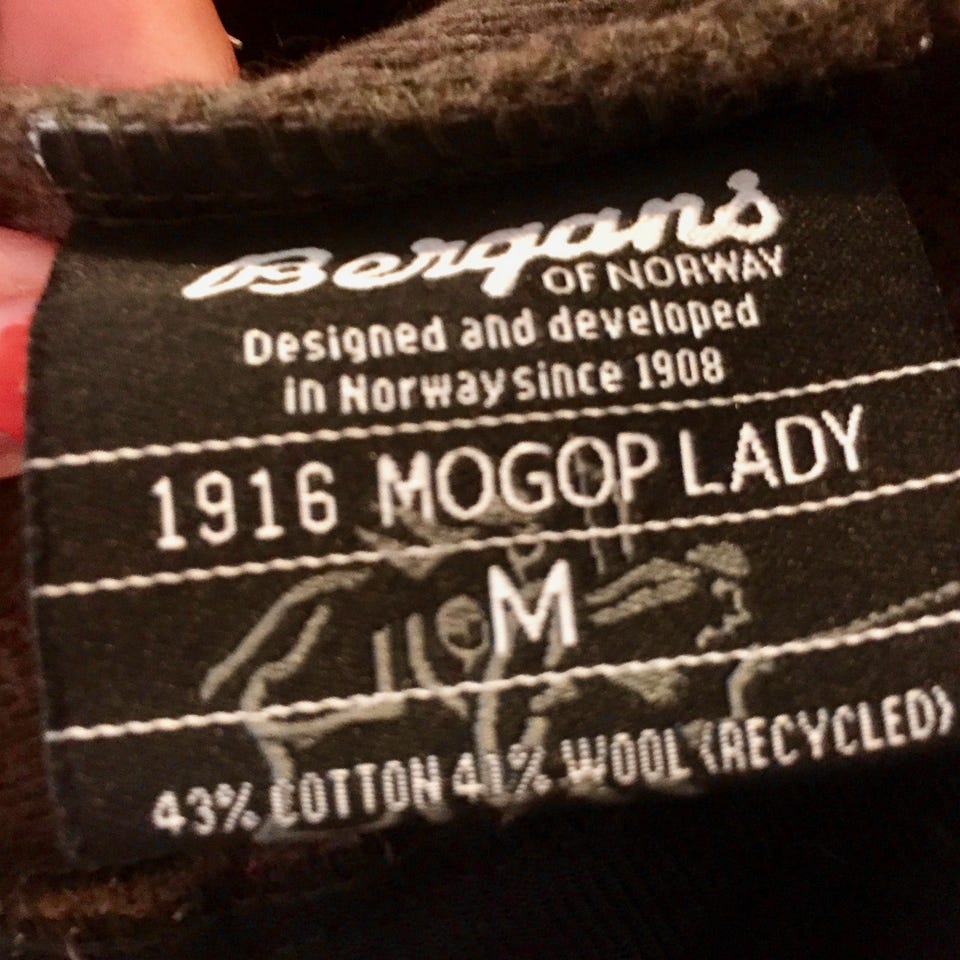 Bergans
OF NORWAY
Designed and developed
in Norway since 1908
1916 MOGOP LADY
M
43% COTTON 41% WOOL (RECYCLED)